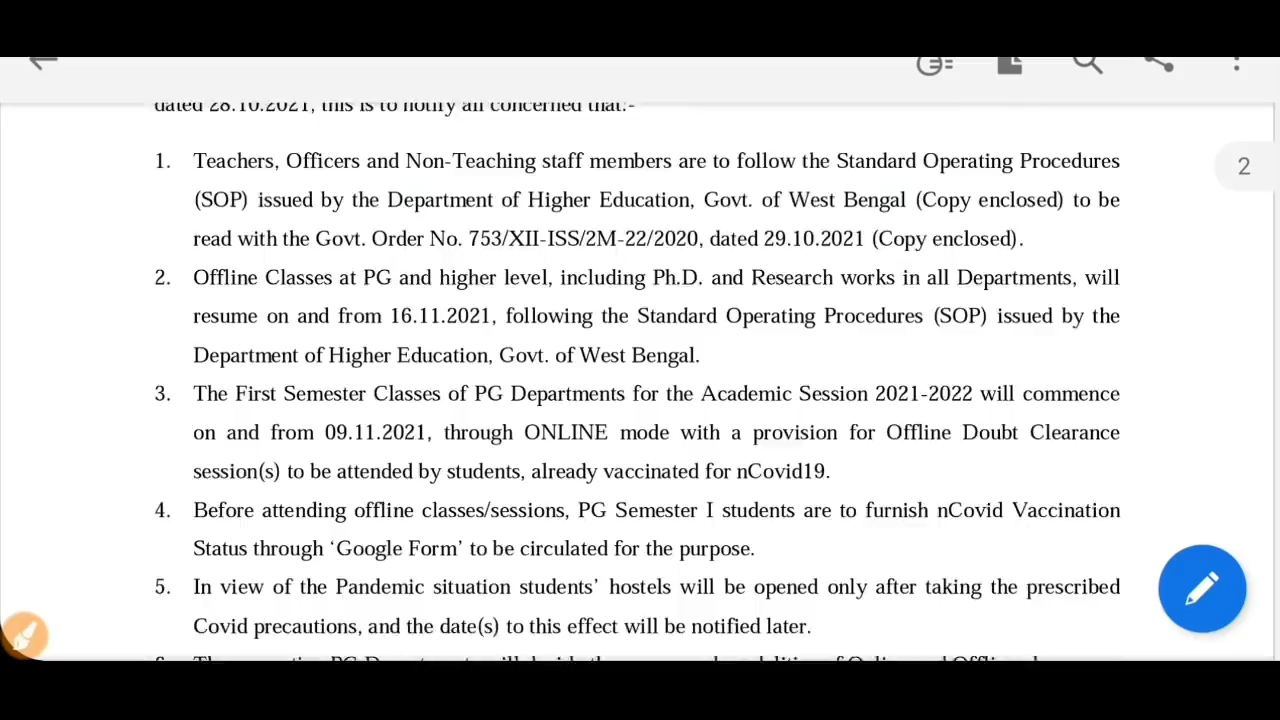 dated 28.10.2021, this is to notify all concerned that:-
1. Teachers, Officers and Non-Teaching staff members are to follow the Standard Operating Procedures
(SOP) issued by the Department of Higher Education, Govt. of West Bengal (Copy enclosed) to be
read with the Govt. Order No. 753/XII-ISS/2M-22/2020, dated 29.10.2021 (Copy enclosed).
2
2. Offline Classes at PG and higher level, including Ph.D. and Research works in all Departments, will
resume on and from 16.11.2021, following the Standard Operating Procedures (SOP) issued by the
Department of Higher Education, Govt. of West Bengal.
3. The First Semester Classes of PG Departments for the Academic Session 2021-2022 will commence
on and from 09.11.2021, through ONLINE mode with a provision for Offline Doubt Clearance
session(s) to be attended by students, already vaccinated for nCovid19.
4. Before attending offline classes/sessions, PG Semester I students are to furnish nCovid Vaccination
Status through ‘Google Form’ to be circulated for the purpose.
5. In view of the Pandemic situation students’ hostels will be opened only after taking the prescribed
Covid precautions, and the date(s) to this effect will be notified later.